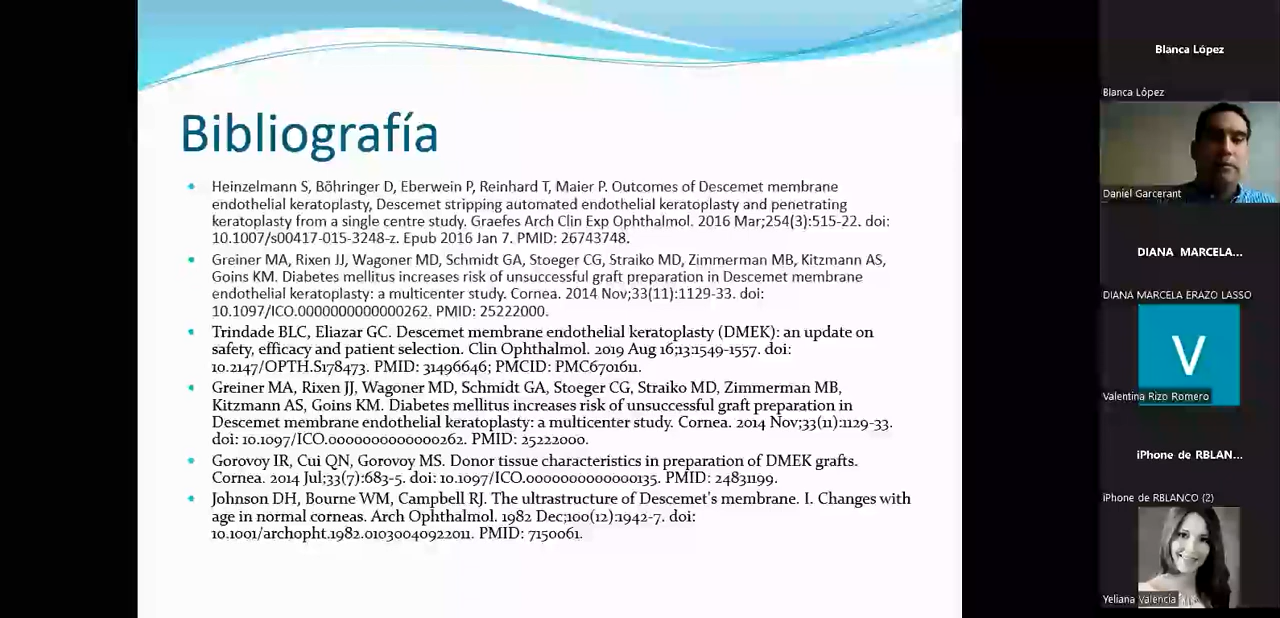 Bibliografía
Heinzelmann S, Böhringer D, Eberwein P, Reinhard T, Maier P. Outcomes of Descemet membrane
endothelial keratoplasty, Descemet stripping automated endothelial keratoplasty and penetrating
keratoplasty from a single centre study. Graefes Arch Clin Exp Ophthalmol. 2016 Mar;254(3):515-22. doi:
10.1007/s00417-015-3248-z. Epub 2016 Jan 7. PMID: 26743748.
Greiner MA, Rixen JJ, Wagoner MD, Schmidt GA, Stoeger CG, Straiko MD, Zimmerman MB, Kitzmann AS,
Goins KM. Diabetes mellitus increases risk of unsuccessful graft preparation in Descemet membrane
endothelial keratoplasty: a multicenter study. Cornea. 2014 Nov;33(11):1129-33. doi:
10.1097/ICO.0000000000000262. PMID: 25222000.
Trindade BLC, Eliazar GC. Descemet membrane endothelial keratoplasty (DMEK): an update on
safety, efficacy and patient selection. Clin Ophthalmol. 2019 Aug 16;13:1549-1557. doi:
10.2147/OPTH.S178473. PMID: 31496646; PMCID: PMC6701611.
Greiner MA, Rixen JJ, Wagoner MD, Schmidt GA, Stoeger CG, Straiko MD, Zimmerman MB,
Kitzmann AS, Goins KM. Diabetes mellitus increases risk of unsuccessful graft preparation in
Descemet membrane endothelial keratoplasty: a multicenter study. Cornea. 2014 Nov;33(11):1129-33.
doi: 10.1097/ICO.0000000000000262. PMID: 25222000.
Gorovoy IR, Cui QN, Gorovoy MS. Donor tissue characteristics in preparation of DMEK grafts.
Cornea. 2014 Jul;33(7):683-5. doi: 10.1097/ICO.0000000000000135. PMID: 24831199.
Johnson DH, Bourne WM, Campbell RJ. The ultrastructure of Descemet's membrane. I. Changes with
age in normal corneas. Arch Ophthalmol. 1982 Dec;100(12):1942-7. doi:
10.1001/archopht.1982.01030040922011. PMID: 7150061.
Blanca López
Blanca López
Daniel Garcerant
DIANA MARCELA...
DIANA MARCELA ERAZO LASSO
V
Valentina Rizo Romero
iPhone de RBLAN...
iPhone de RBLANCO (2)
Yeliana Valencia